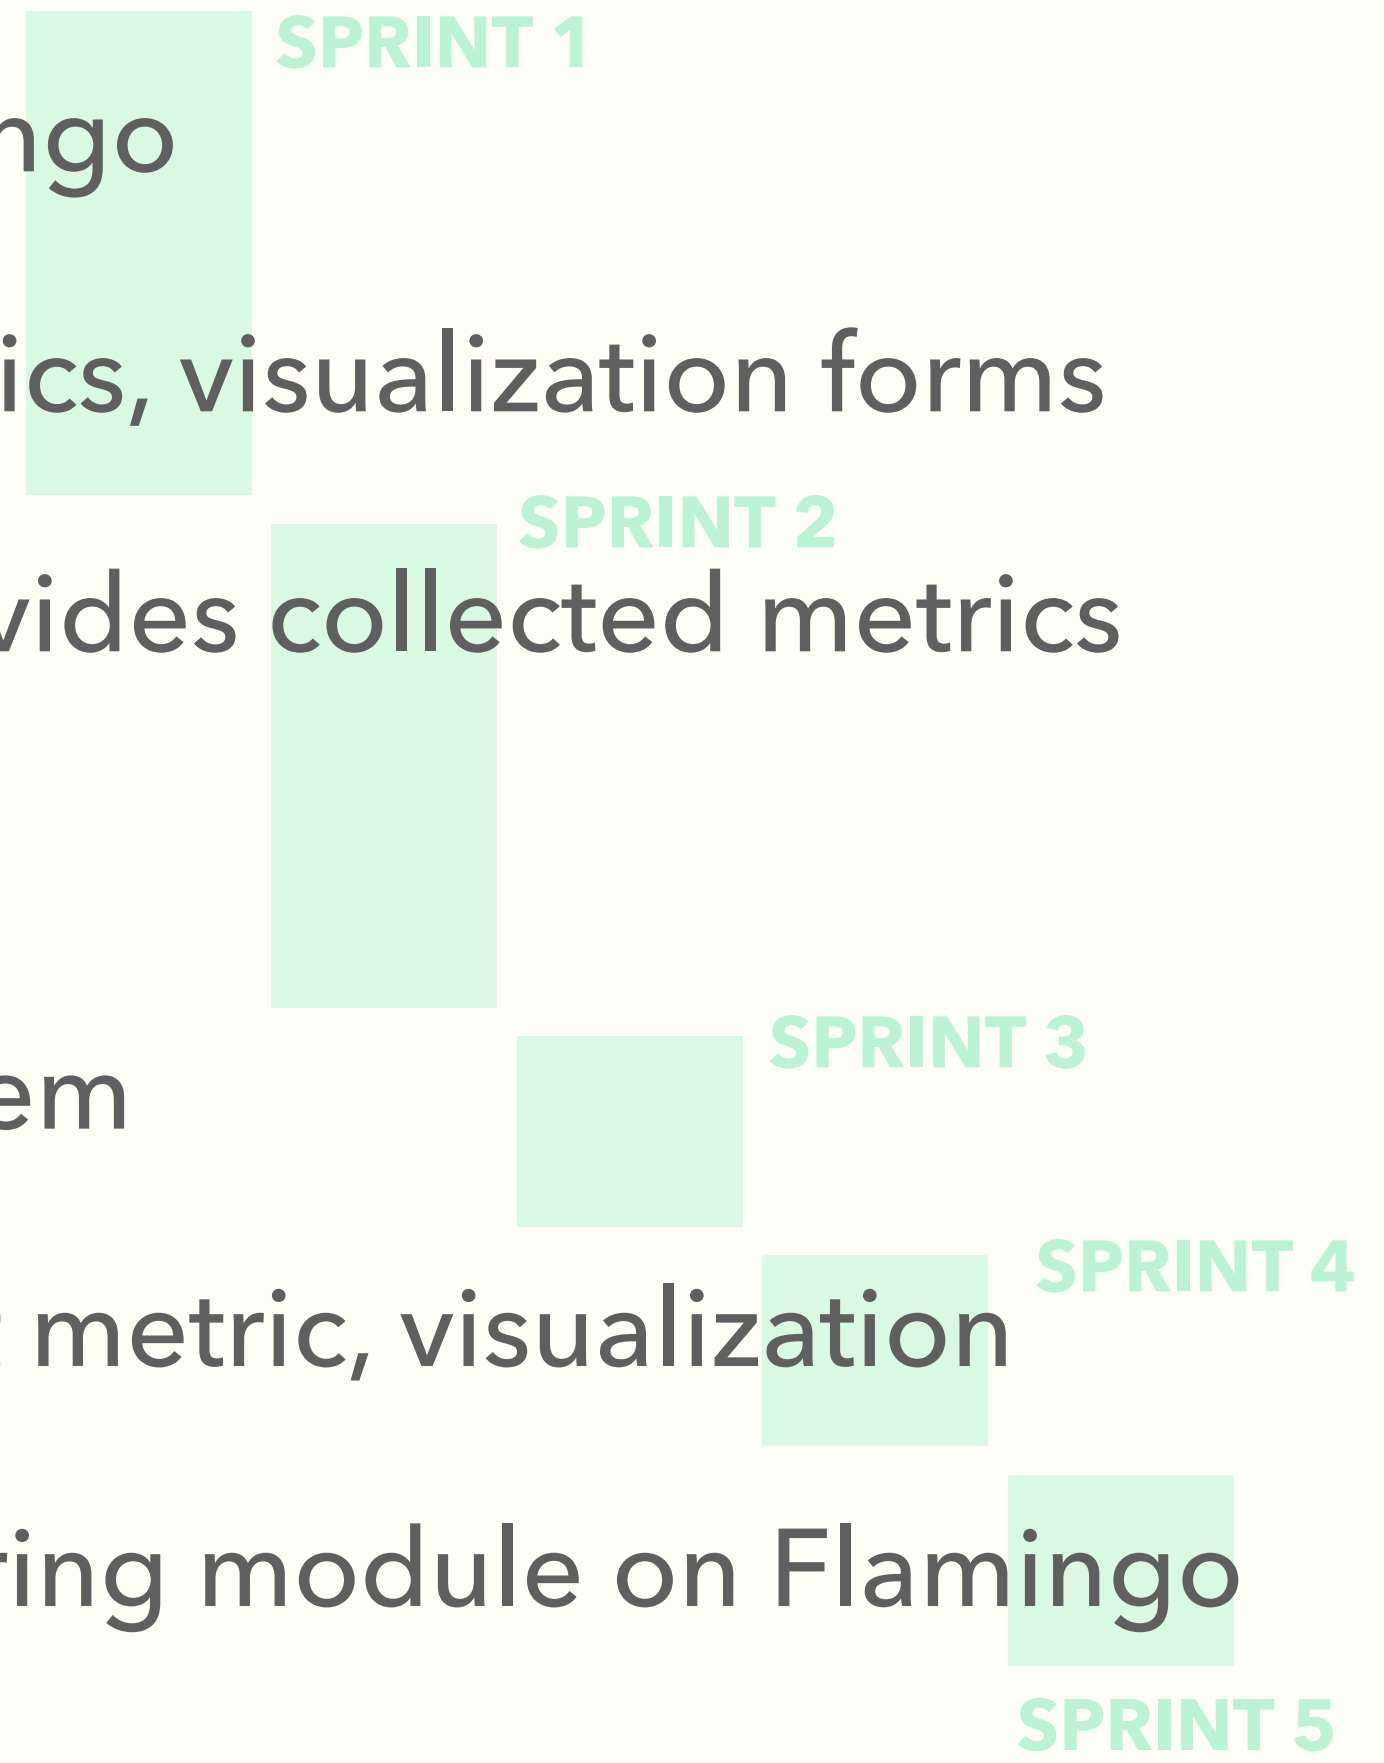 SPRINT 1
ngo
ics, visualization forms
SPRINT 2
vides collected metrics
SPRINT 3
em
SPRINT 4
metric, visualization
ring module on Flamingo
SPRINT 5